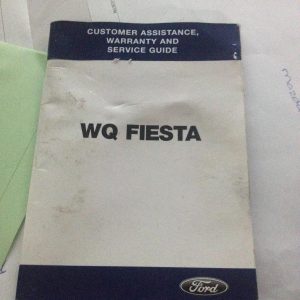 CUSTOMER ASSISTANCE,
WARRANTY AND
SERVICE GUIDE
WQ FIESTA
Ford